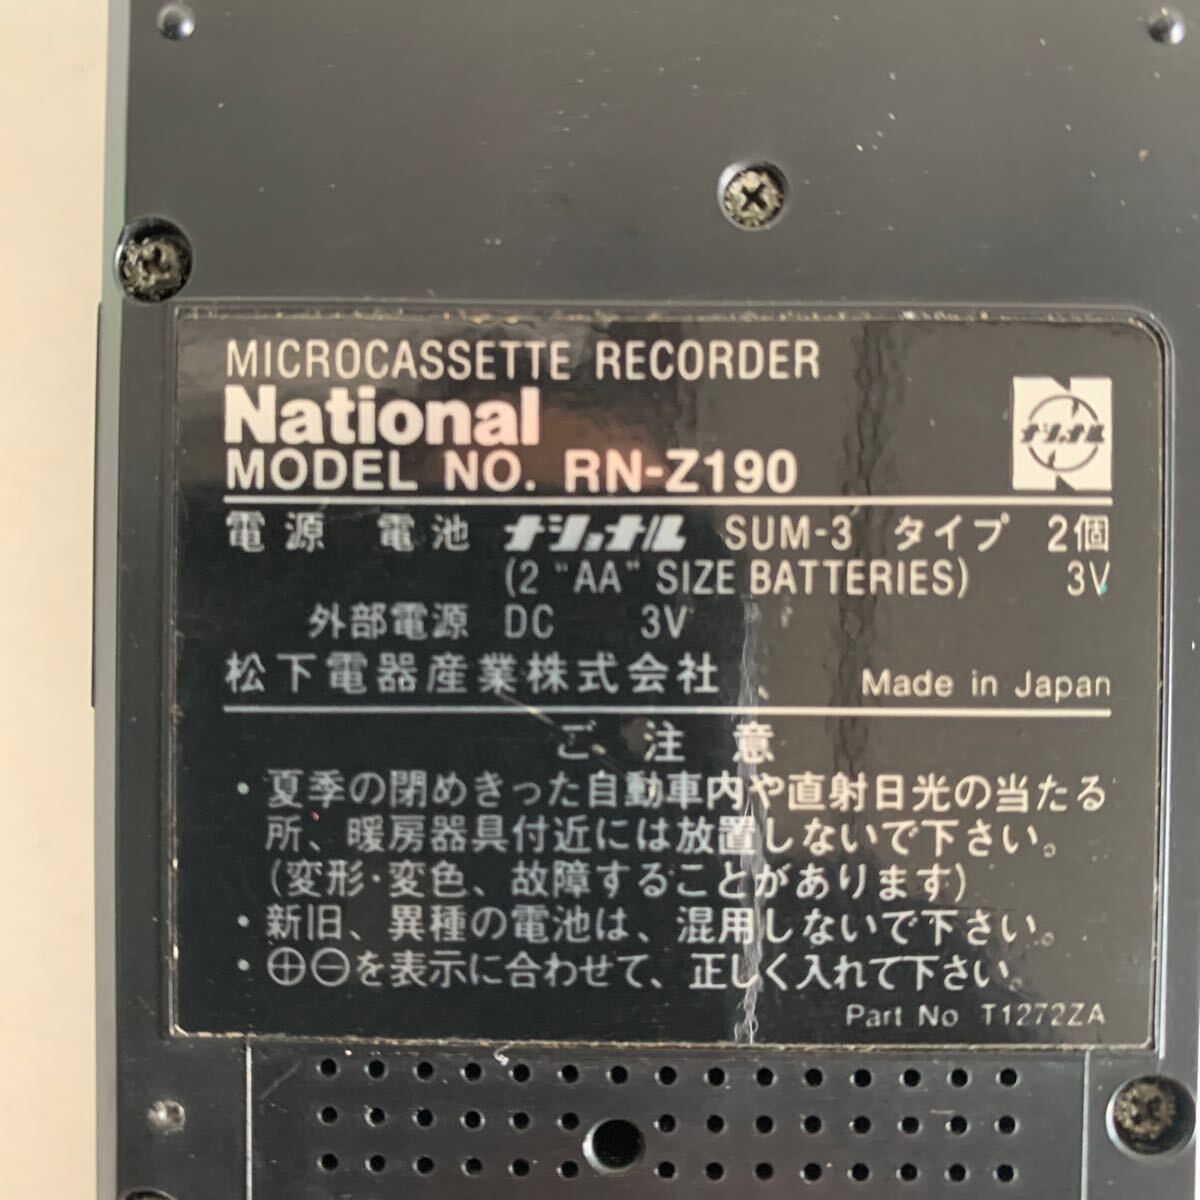 MICROCASSETTE RECORDER
National
MODEL NO. RN-Z190
ナショナル
電源 電池 ナショナル SUM-3 タイプ 2個
(2 "AA" SIZE BATTERIES) 3V
外部電源 DC 3V
松下電器産業株式会社 Made in Japan
ご注意
・夏季の閉めきった自動車内や直射日光の当たる
所、暖房器具付近には放置しないで下さい。
(変形・変色、故障することがあります)
・新旧、異種の電池は、混用しないで下さい。
・⊕⊖を表示に合わせて、正しく入れて下さい。
Part No T1272ZA